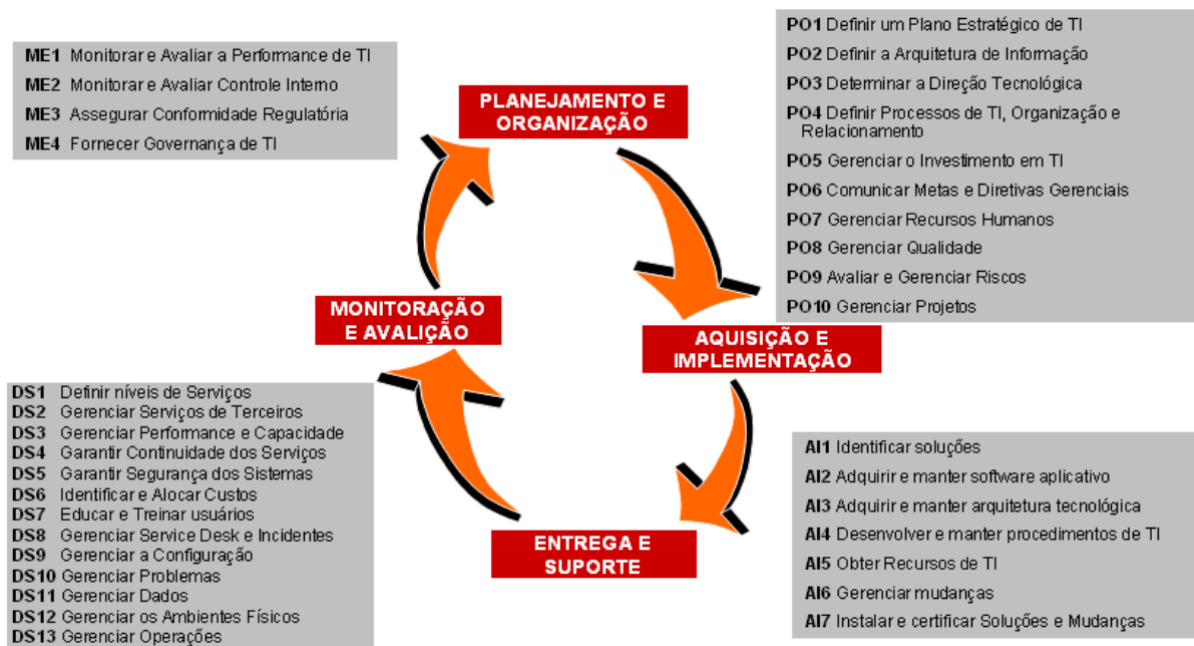 ME1 Monitorar e Avaliar a Performance de TI
ME2 Monitorar e Avaliar Controle Interno
ME3 Assegurar Conformidade Regulatória
ME4 Fornecer Governança de TI
PLANEJAMENTO E
ORGANIZAÇÃO
PO1 Definir um Plano Estratégico de TI
PO2 Definir a Arquitetura de Informação
PO3 Determinar a Direção Tecnológica
PO4 Definir Processos de TI, Organização e
Relacionamento
PO5 Gerenciar o Investimento em TI
PO6 Comunicar Metas e Diretivas Gerenciais
PO7 Gerenciar Recursos Humanos
PO8 Gerenciar Qualidade
PO9 Avaliar e Gerenciar Riscos
PO10 Gerenciar Projetos
MONITORAÇÃO
E AVALIÇÃO
AQUISIÇÃO E
IMPLEMENTAÇÃO
DS1 Definir níveis de Serviços
DS2 Gerenciar Serviços de Terceiros
DS3 Gerenciar Performance e Capacidade
DS4 Garantir Continuidade dos Serviços
DS5 Garantir Segurança dos Sistemas
DS6 Identificar e Alocar Custos
DS7 Educar e Treinar usuários
DS8 Gerenciar Service Desk e Incidentes
DS9 Gerenciar a Configuração
DS10 Gerenciar Problemas
DS11 Gerenciar Dados
DS12 Gerenciar os Ambientes Físicos
DS13 Gerenciar Operações
ENTREGA E
SUPORTE
AI1 Identificar soluções
AI2 Adquirir e manter software aplicativo
AI3 Adquirir e manter arquitetura tecnológica
AI4 Desenvolver e manter procedimentos de TI
AI5 Obter Recursos de TI
AI6 Gerenciar mudanças
AI7 Instalar e certificar Soluções e Mudanças